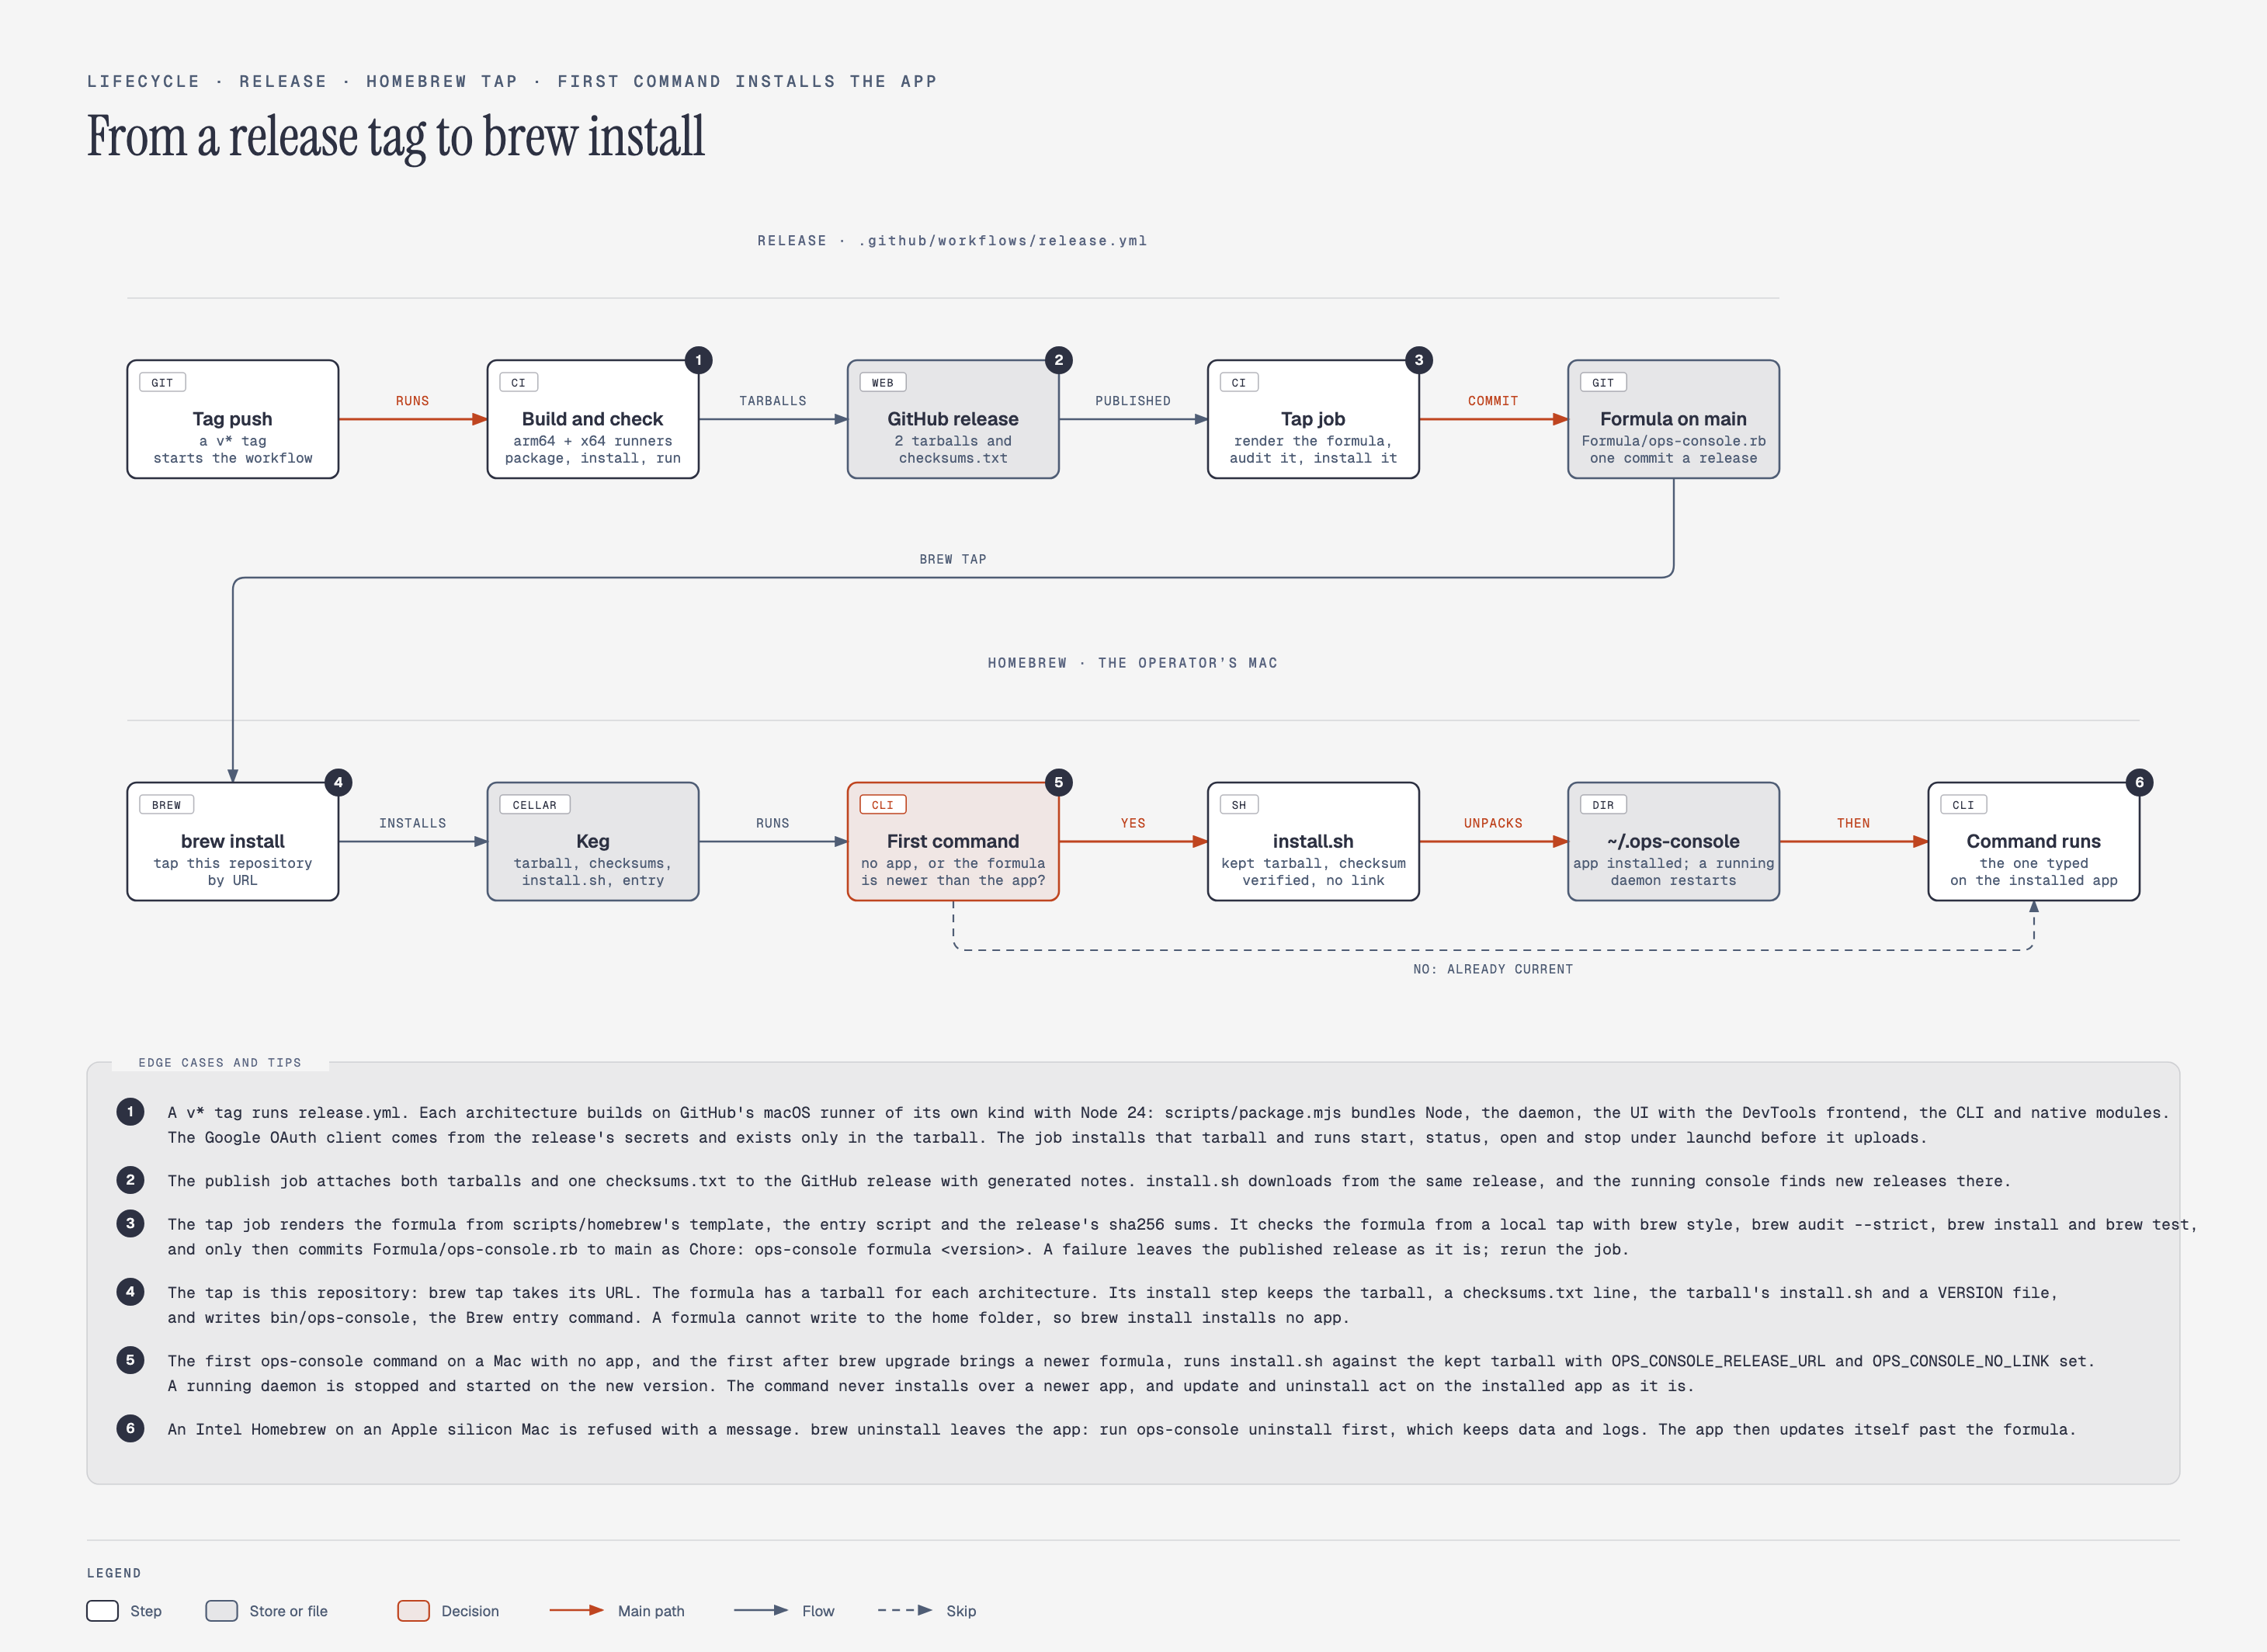 LIFECYCLE · RELEASE · HOMEBREW TAP · FIRST COMMAND INSTALLS THE APP
From a release tag to brew install
RELEASE · .github/workflows/release.yml
GIT
Tag push
a v* tag
starts the workflow
RUNS
1
CI
Build and check
arm64 + x64 runners
package, install, run
TARBALLS
2
WEB
GitHub release
2 tarballs and
checksums.txt
PUBLISHED
3
CI
Tap job
render the formula,
audit it, install it
COMMIT
GIT
Formula on main
Formula/ops-console.rb
one commit a release
BREW TAP
HOMEBREW · THE OPERATOR'S MAC
4
BREW
brew install
tap this repository
by URL
INSTALLS
CELLAR
Keg
tarball, checksums,
install.sh, entry
RUNS
5
CLI
First command
no app, or the formula
is newer than the app?
YES
SH
install.sh
kept tarball, checksum
verified, no link
UNPACKS
DIR
~/.ops-console
app installed; a running
daemon restarts
THEN
6
CLI
Command runs
the one typed
on the installed app
NO: ALREADY CURRENT
EDGE CASES AND TIPS
1 A v* tag runs release.yml. Each architecture builds on GitHub's macOS runner of its own kind with Node 24: scripts/package.mjs bundles Node, the daemon, the UI with the DevTools frontend, the CLI and native modules.
The Google OAuth client comes from the release's secrets and exists only in the tarball. The job installs that tarball and runs start, status, open and stop under launchd before it uploads.
2 The publish job attaches both tarballs and one checksums.txt to the GitHub release with generated notes. install.sh downloads from the same release, and the running console finds new releases there.
3 The tap job renders the formula from scripts/homebrew's template, the entry script and the release's sha256 sums. It checks the formula from a local tap with brew style, brew audit --strict, brew install and brew test,
and only then commits Formula/ops-console.rb to main as Chore: ops-console formula <version>. A failure leaves the published release as it is; rerun the job.
4 The tap is this repository: brew tap takes its URL. The formula has a tarball for each architecture. Its install step keeps the tarball, a checksums.txt line, the tarball's install.sh and a VERSION file,
and writes bin/ops-console, the Brew entry command. A formula cannot write to the home folder, so brew install installs no app.
5 The first ops-console command on a Mac with no app, and the first after brew upgrade brings a newer formula, runs install.sh against the kept tarball with OPS_CONSOLE_RELEASE_URL and OPS_CONSOLE_NO_LINK set.
A running daemon is stopped and started on the new version. The command never installs over a newer app, and update and uninstall act on the installed app as it is.
6 An Intel Homebrew on an Apple silicon Mac is refused with a message. brew uninstall leaves the app: run ops-console uninstall first, which keeps data and logs. The app then updates itself past the formula.
LEGEND
Step
Store or file
Decision
Main path
Flow
Skip